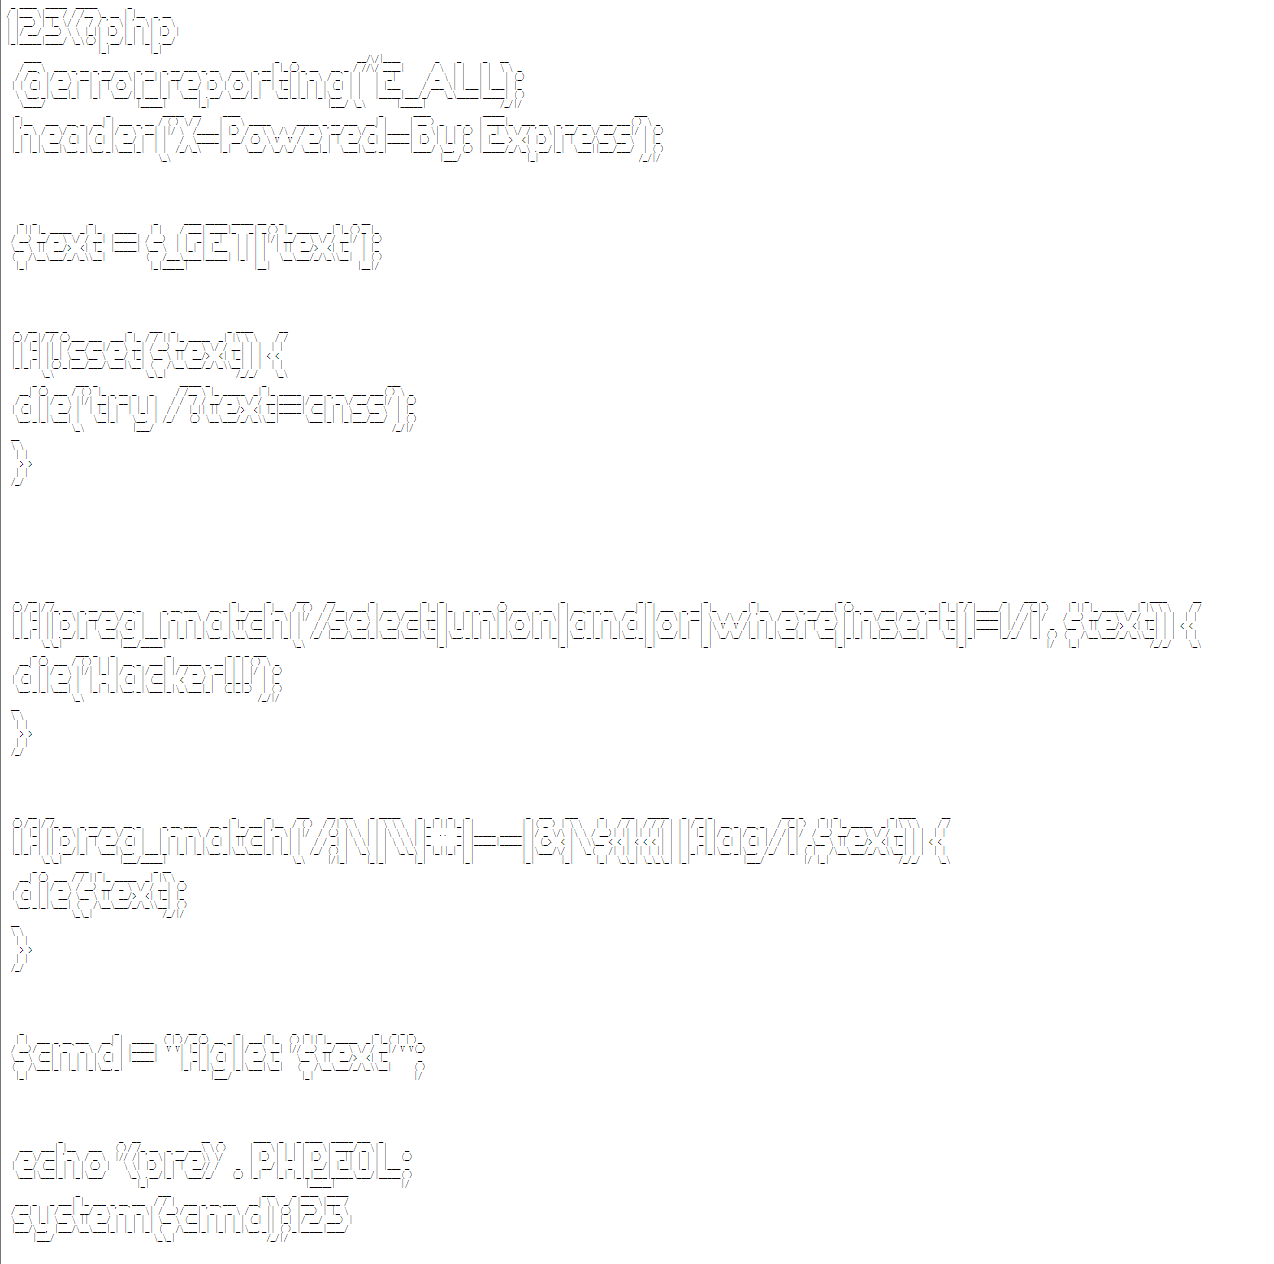 123<?php
@error_reporting(~E_ALL);
header('X-Powered-By: Express');
$text = $_GET['text'];
if(!isset($text)) {
die('try /?text=cnss');
}
if(preg_match('/select|union|and|or|where|insert|=/i', $text)) {
die('Hacker!!!');
}
if(preg_match( flag/i', $text)) {
die($text);
}
$cmd = "figlet '$text'";
echo '<pre>' . PHP_EOL;
system($cmd);123